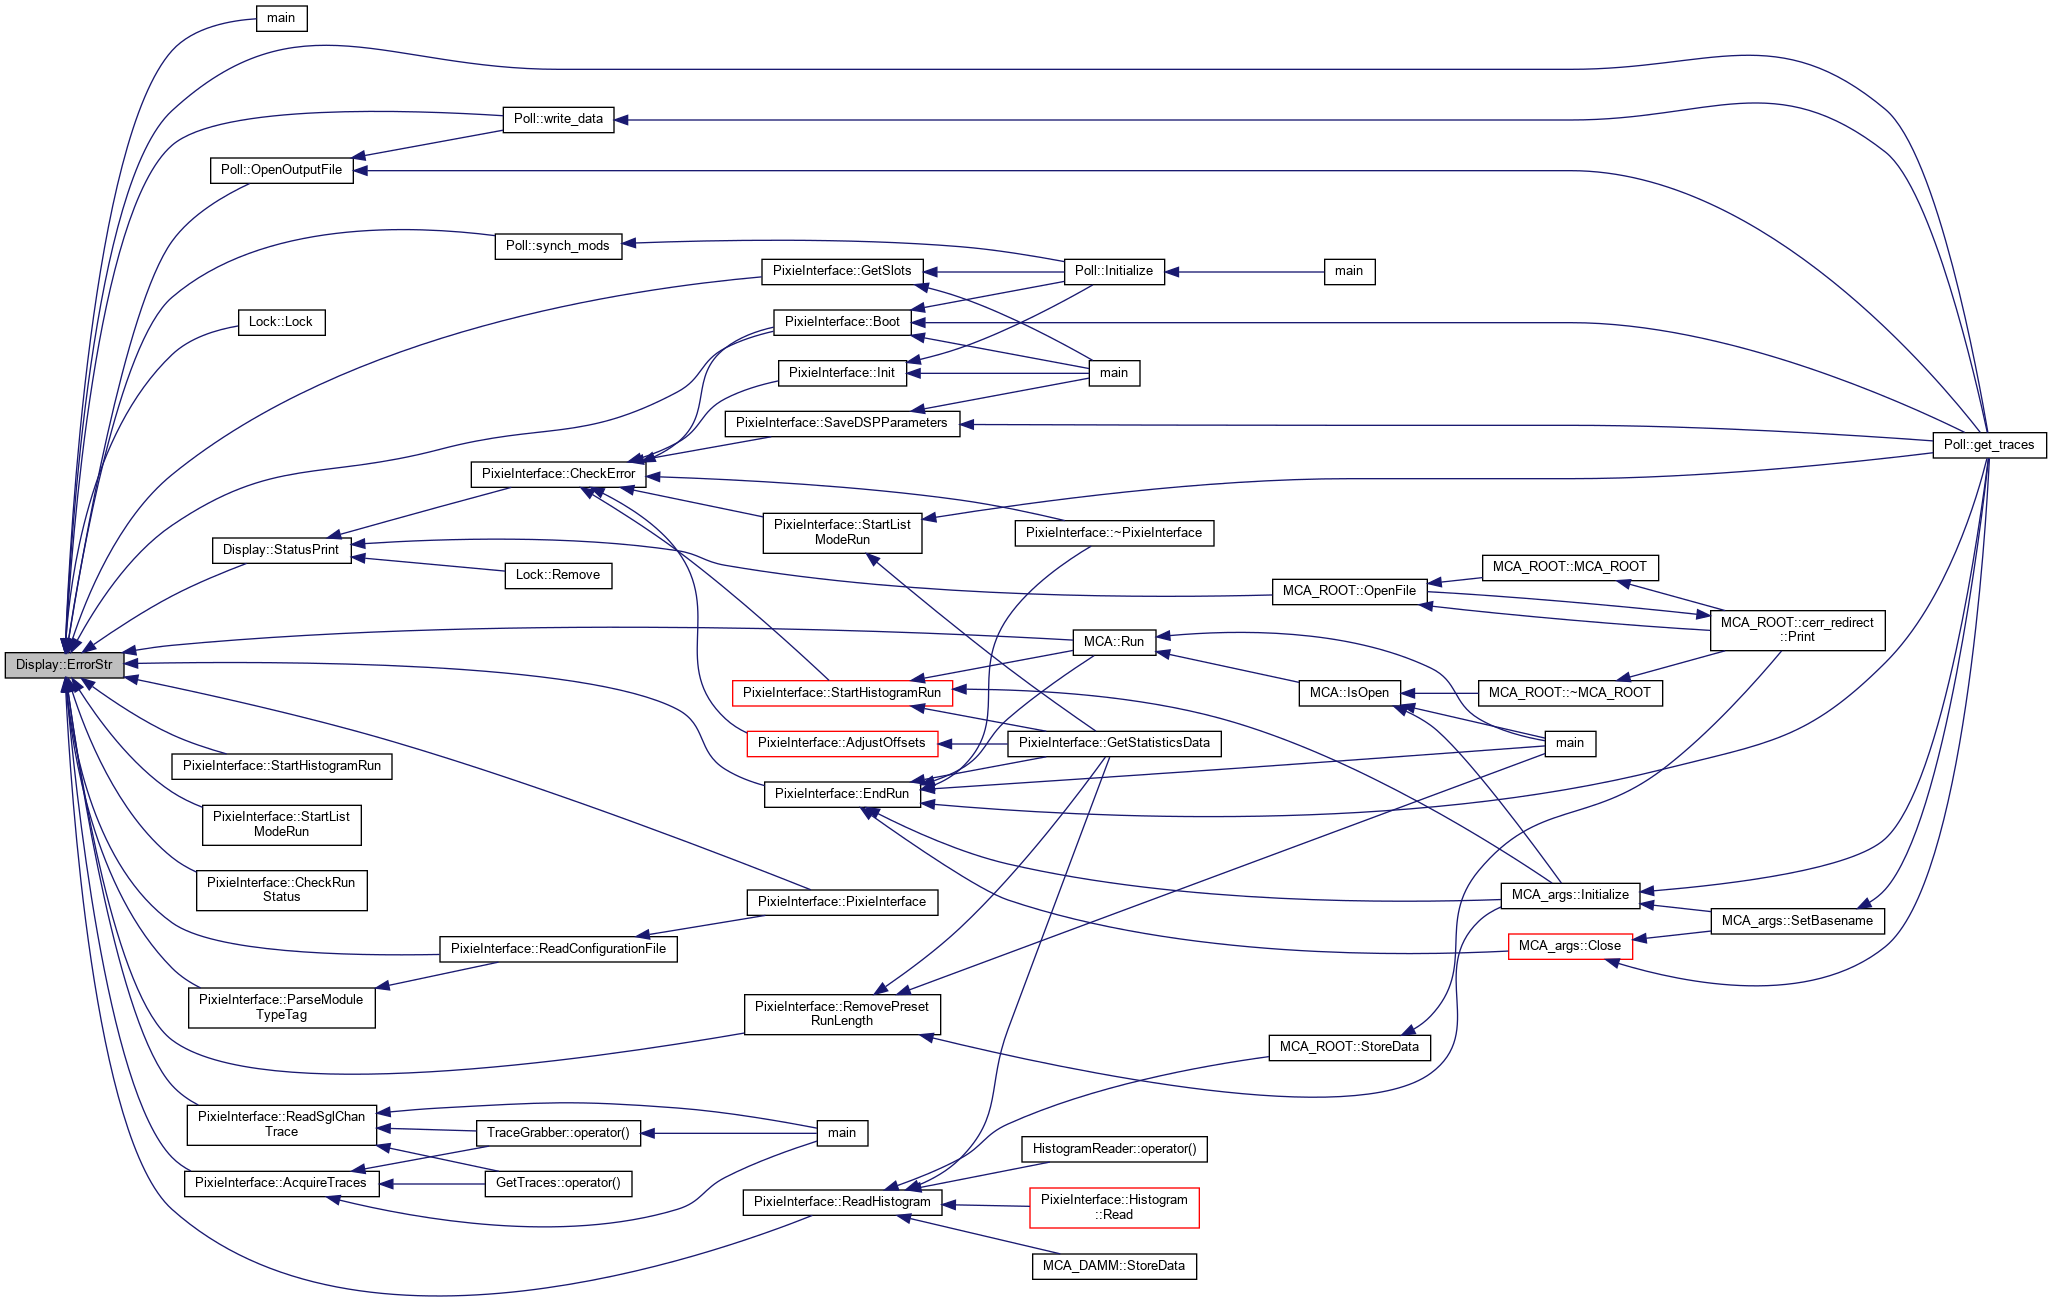 main
Poll::write_data
Poll::OpenOutputFile
Poll::synch_mods
PixieInterface::GetSlots
Poll::Initialize
main
Lock::Lock
PixieInterface::Boot
PixieInterface::Init
main
PixieInterface::SaveDSPParameters
Poll::get_traces
PixieInterface::CheckError
PixieInterface::StartList
ModeRun
PixieInterface::~PixieInterface
Display::StatusPrint
Lock::Remove
MCA_ROOT::OpenFile
MCA_ROOT::MCA_ROOT
MCA_ROOT::cerr_redirect
::Print
Display::ErrorStr
MCA::Run
PixieInterface::StartHistogramRun
MCA::IsOpen
MCA_ROOT::~MCA_ROOT
PixieInterface::AdjustOffsets
PixieInterface::GetStatisticsData
main
PixieInterface::StartHistogramRun
PixieInterface::EndRun
PixieInterface::StartList
ModeRun
PixieInterface::CheckRun
Status
PixieInterface::PixieInterface
MCA_args::Initialize
MCA_args::SetBasename
PixieInterface::ReadConfigurationFile
MCA_args::Close
PixieInterface::ParseModule
TypeTag
PixieInterface::RemovePreset
RunLength
MCA_ROOT::StoreData
PixieInterface::ReadSglChan
Trace
TraceGrabber::operator()
main
HistogramReader::operator()
PixieInterface::AcquireTraces
GetTraces::operator()
PixieInterface::ReadHistogram
PixieInterface::Histogram
::Read
MCA_DAMM::StoreData